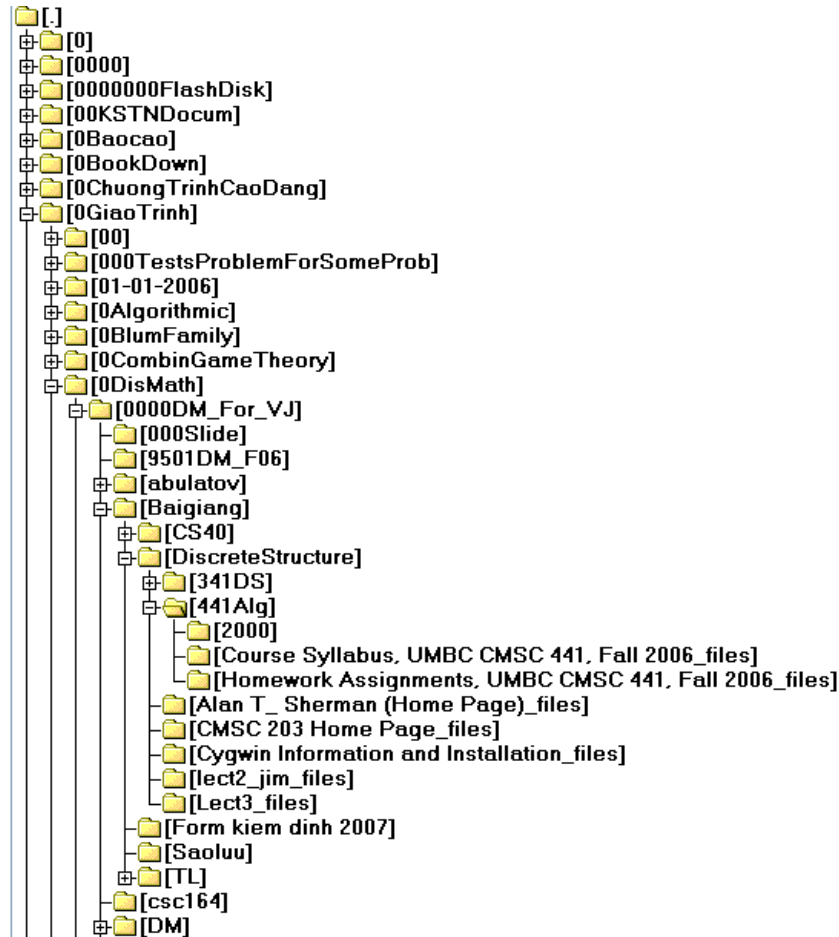 [.]
[0]
[0000]
[0000000FlashDisk]
[00KSTNDocum]
[0Baocao]
[0BookDown]
[0ChuongTrinhCaoDang]
[0GiaoTrinh]
[00]
[000TestsProblemForSomeProb]
[01-01-2006]
[0Algorithmic]
[0BlumFamily]
[0CombinGameTheory]
[0DisMath]
[0000DM_For_VJ]
[000Slide]
[9501DM_F06]
[abulatov]
[Baigiang]
[CS40]
[DiscreteStructure]
[341DS]
[441Alg]
[2000]
[Course Syllabus, UMBC CMSC 441, Fall 2006_files]
[Homework Assignments, UMBC CMSC 441, Fall 2006_files]
[Alan T_ Sherman (Home Page)_files]
[CMSC 203 Home Page_files]
[Cygwin Information and Installation_files]
[lect2_jim_files]
[Lect3_files]
[Form kiem dinh 2007]
[Saoluu]
[TL]
[csc164]
[DM]